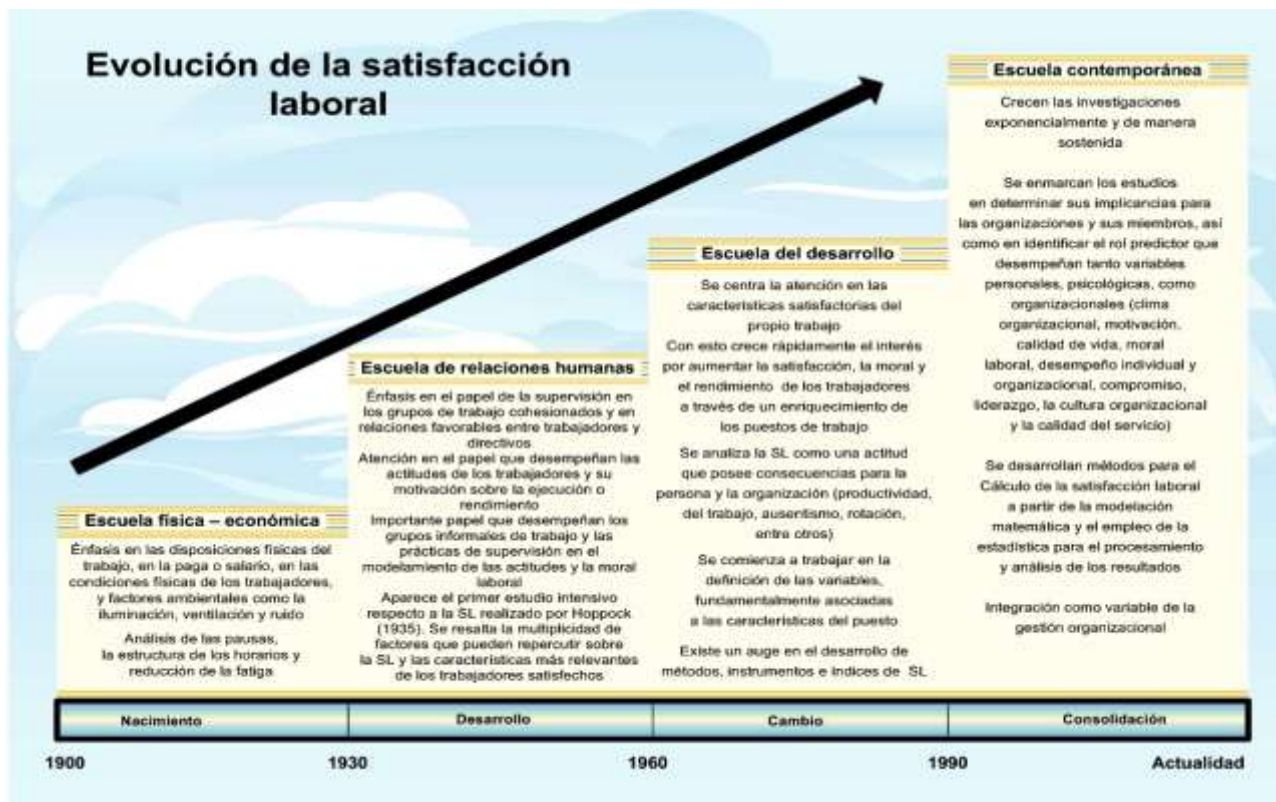 Evolución de la satisfacción
laboral
Escuela física – económica
Énfasis en las disposiciones físicas del
trabajo, en la paga o salario, en las
condiciones físicas de los trabajadores,
y factores ambientales como la
iluminación, ventilación y ruido
Análisis de las pausas,
la estructura de los horarios y
reducción de la fatiga
Escuela de relaciones humanas
Énfasis en el papel de la supervisión en
los grupos de trabajo cohesionados y en
relaciones favorables entre trabajadores y
directivos
Atención en el papel que desempeñan las
actitudes de los trabajadores y su
motivación sobre la ejecución o
rendimiento
Importante papel que desempeñan los
grupos informales de trabajo y las
prácticas de supervisión en el
modelamiento de las actitudes y la moral
laboral
Aparece el primer estudio intensivo
respecto a la SL realizado por Hoppock
(1935). Se resalta la multiplicidad de
factores que pueden repercutir sobre
la SL y las características más relevantes
de los trabajadores satisfechos
Escuela del desarrollo
Se centra la atención en las
características satisfactorias del
propio trabajo
Con esto crece rápidamente el interés
por aumentar la satisfacción, la moral y
el rendimiento de los trabajadores
a través de un enriquecimiento de
los puestos de trabajo
Se analiza la SL como una actitud
que posee consecuencias para la
persona y la organización (productividad,
del trabajo, ausentismo, rotación,
entre otros)
Se comienza a trabajar en la
definición de las variables,
fundamentalmente asociadas
a las características del puesto
Existe un auge en el desarrollo de
métodos, instrumentos e índices de SL
Escuela contemporánea
Crecen las investigaciones
exponencialmente y de manera
sostenida
Se enmarcan los estudios
en determinar sus implicancias para
las organizaciones y sus miembros, así
como en identificar el rol predictor que
desempeñan tanto variables
personales, psicológicas, como
organizacionales (clima
organizacional, motivación,
calidad de vida, moral
laboral, desempeño individual y
organizacional, compromiso,
liderazgo, la cultura organizacional
y la calidad del servicio)
Se desarrollan métodos para el
Cálculo de la satisfacción laboral
a partir de la modelación
matemática y el empleo de la
estadística para el procesamiento
y análisis de los resultados
Integración como variable de la
gestión organizacional
Nacimiento
Desarrollo
Cambio
Consolidación
1900
1930
1960
1990
Actualidad